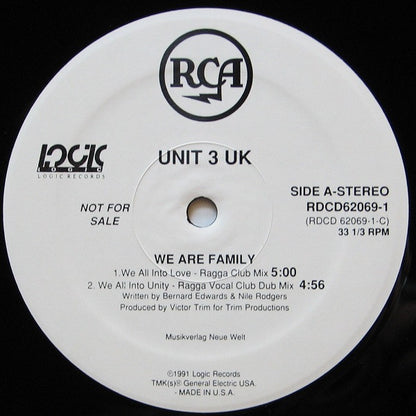 RCA
LOGIC
LOGIC
LOGIC RECORDS
UNIT 3 UK
NOT FOR
SALE
SIDE A-STEREO
RDCD62069-1
(RDCD 62069-1-C)
33 1/3 RPM
WE ARE FAMILY
1.We All Into Love - Ragga Club Mix 5:00
2. We All Into Unity - Ragga Vocal Club Dub Mix 4:56
Written by Bernard Edwards & Nile Rodgers
Produced by Victor Trim for Trim Productions
Musikverlag Neue Welt
℗1991 Logic Records
TMK(s)® General Electric USA.
- MADE IN U.S.A.